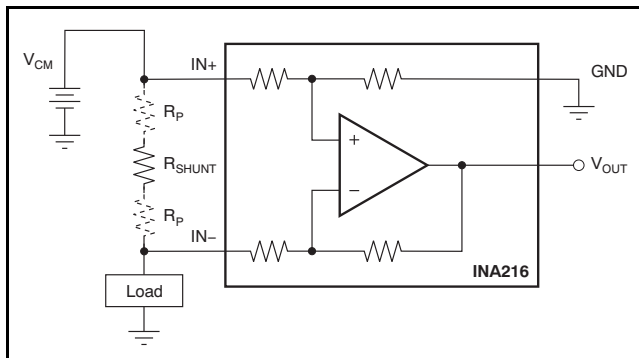 V_CM
IN+
GND
R_P
R_SHUNT
+
V_OUT
−
R_P
IN−
INA216
Load